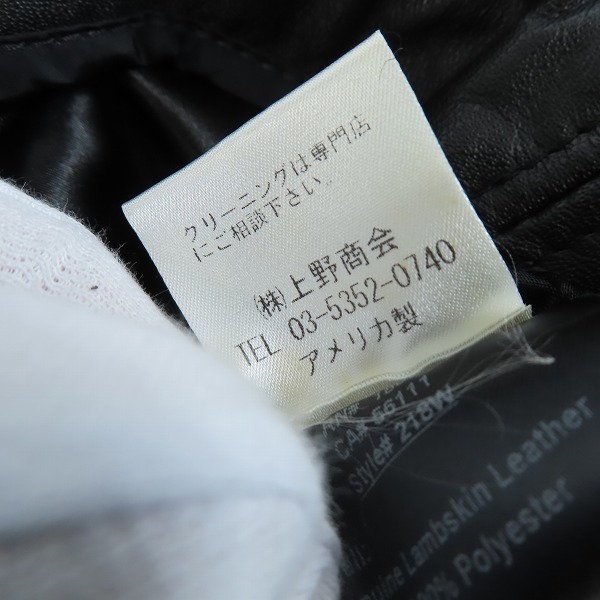 クリーニングは専門店
にご相談下さい。
㈱上野商会
TEL 03-5352-0740
アメリカ製
CA# 66111
Style# 218W
Lambskin Leather
Polyester